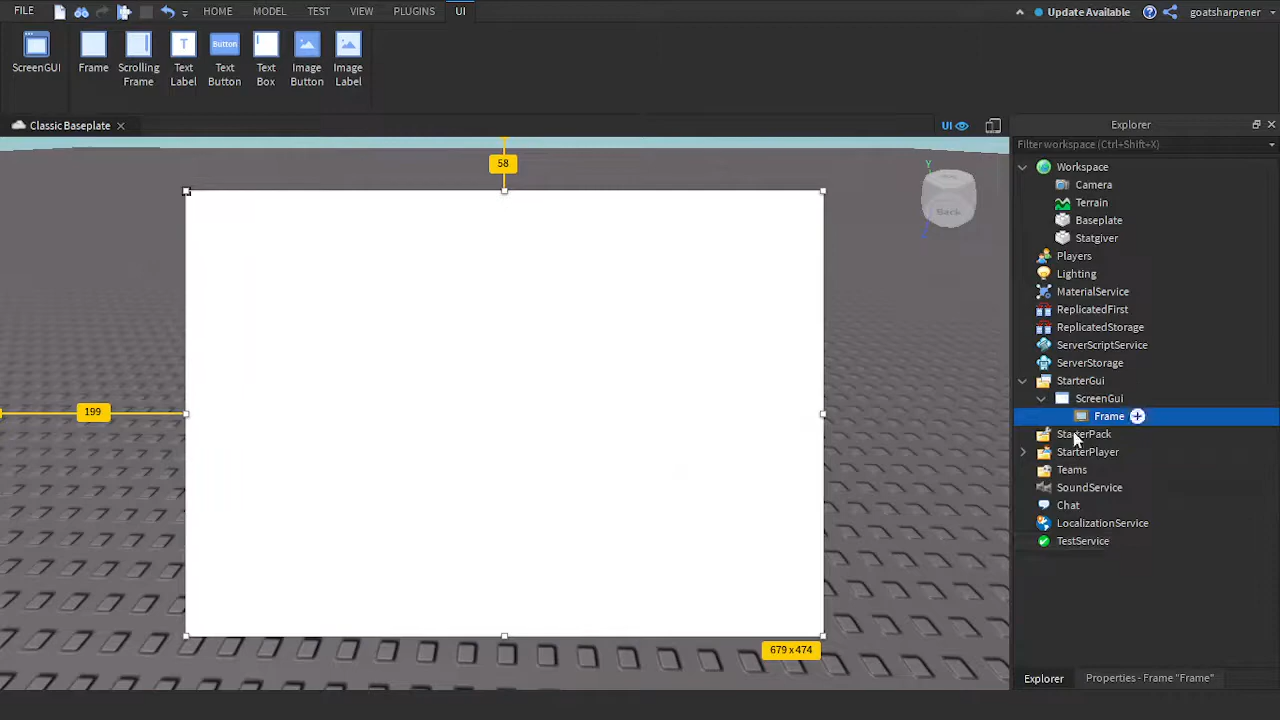 FILE HOME MODEL TEST VIEW PLUGINS UI Update Available goatsharpener
ScreenGUI Frame Scrolling Frame Text Label Button Text Button Text Box Image Button Image Label
Classic Baseplate UI Explorer
Filter workspace (Ctrl+Shift+X)
58
Y
Back
199
679 x 474
Workspace
Camera
Terrain
Baseplate
Statgiver
Players
Lighting
MaterialService
ReplicatedFirst
ReplicatedStorage
ServerScriptService
ServerStorage
StarterGui
ScreenGui
Frame
StarterPack
StarterPlayer
Teams
SoundService
Chat
LocalizationService
TestService
Explorer Properties - Frame "Frame"